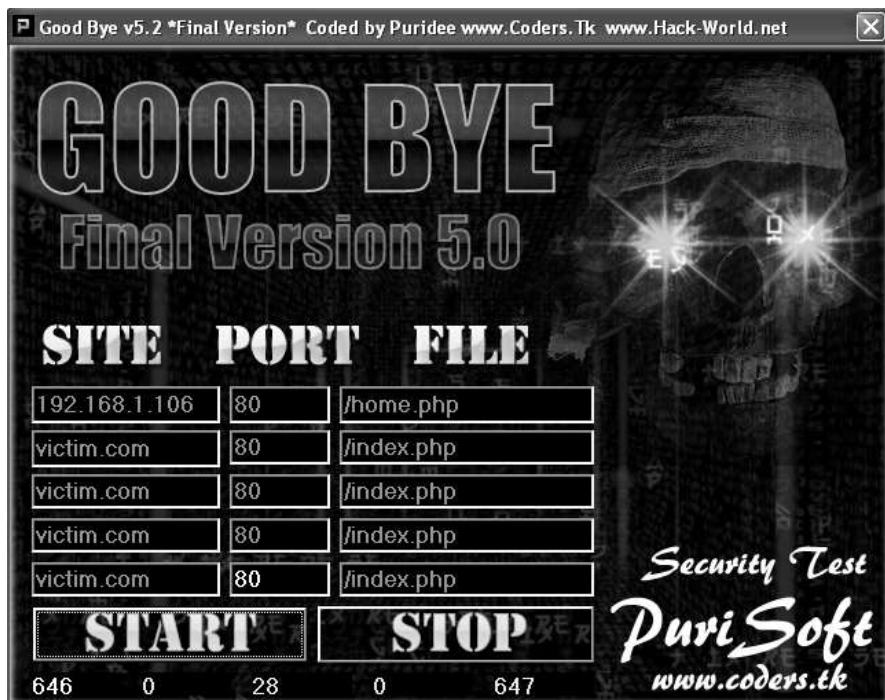 Good Bye v5.2 *Final Version* Coded by Puridee www.Coders.Tk www.Hack-World.net
GOOD BYE
Final Version 5.0
SITE PORT FILE
192.168.1.106 80 /home.php
victim.com 80 /index.php
victim.com 80 /index.php
victim.com 80 /index.php
victim.com 80 /index.php
Security Test
START STOP
PuriSoft
www.coders.tk
646 0 28 0 647